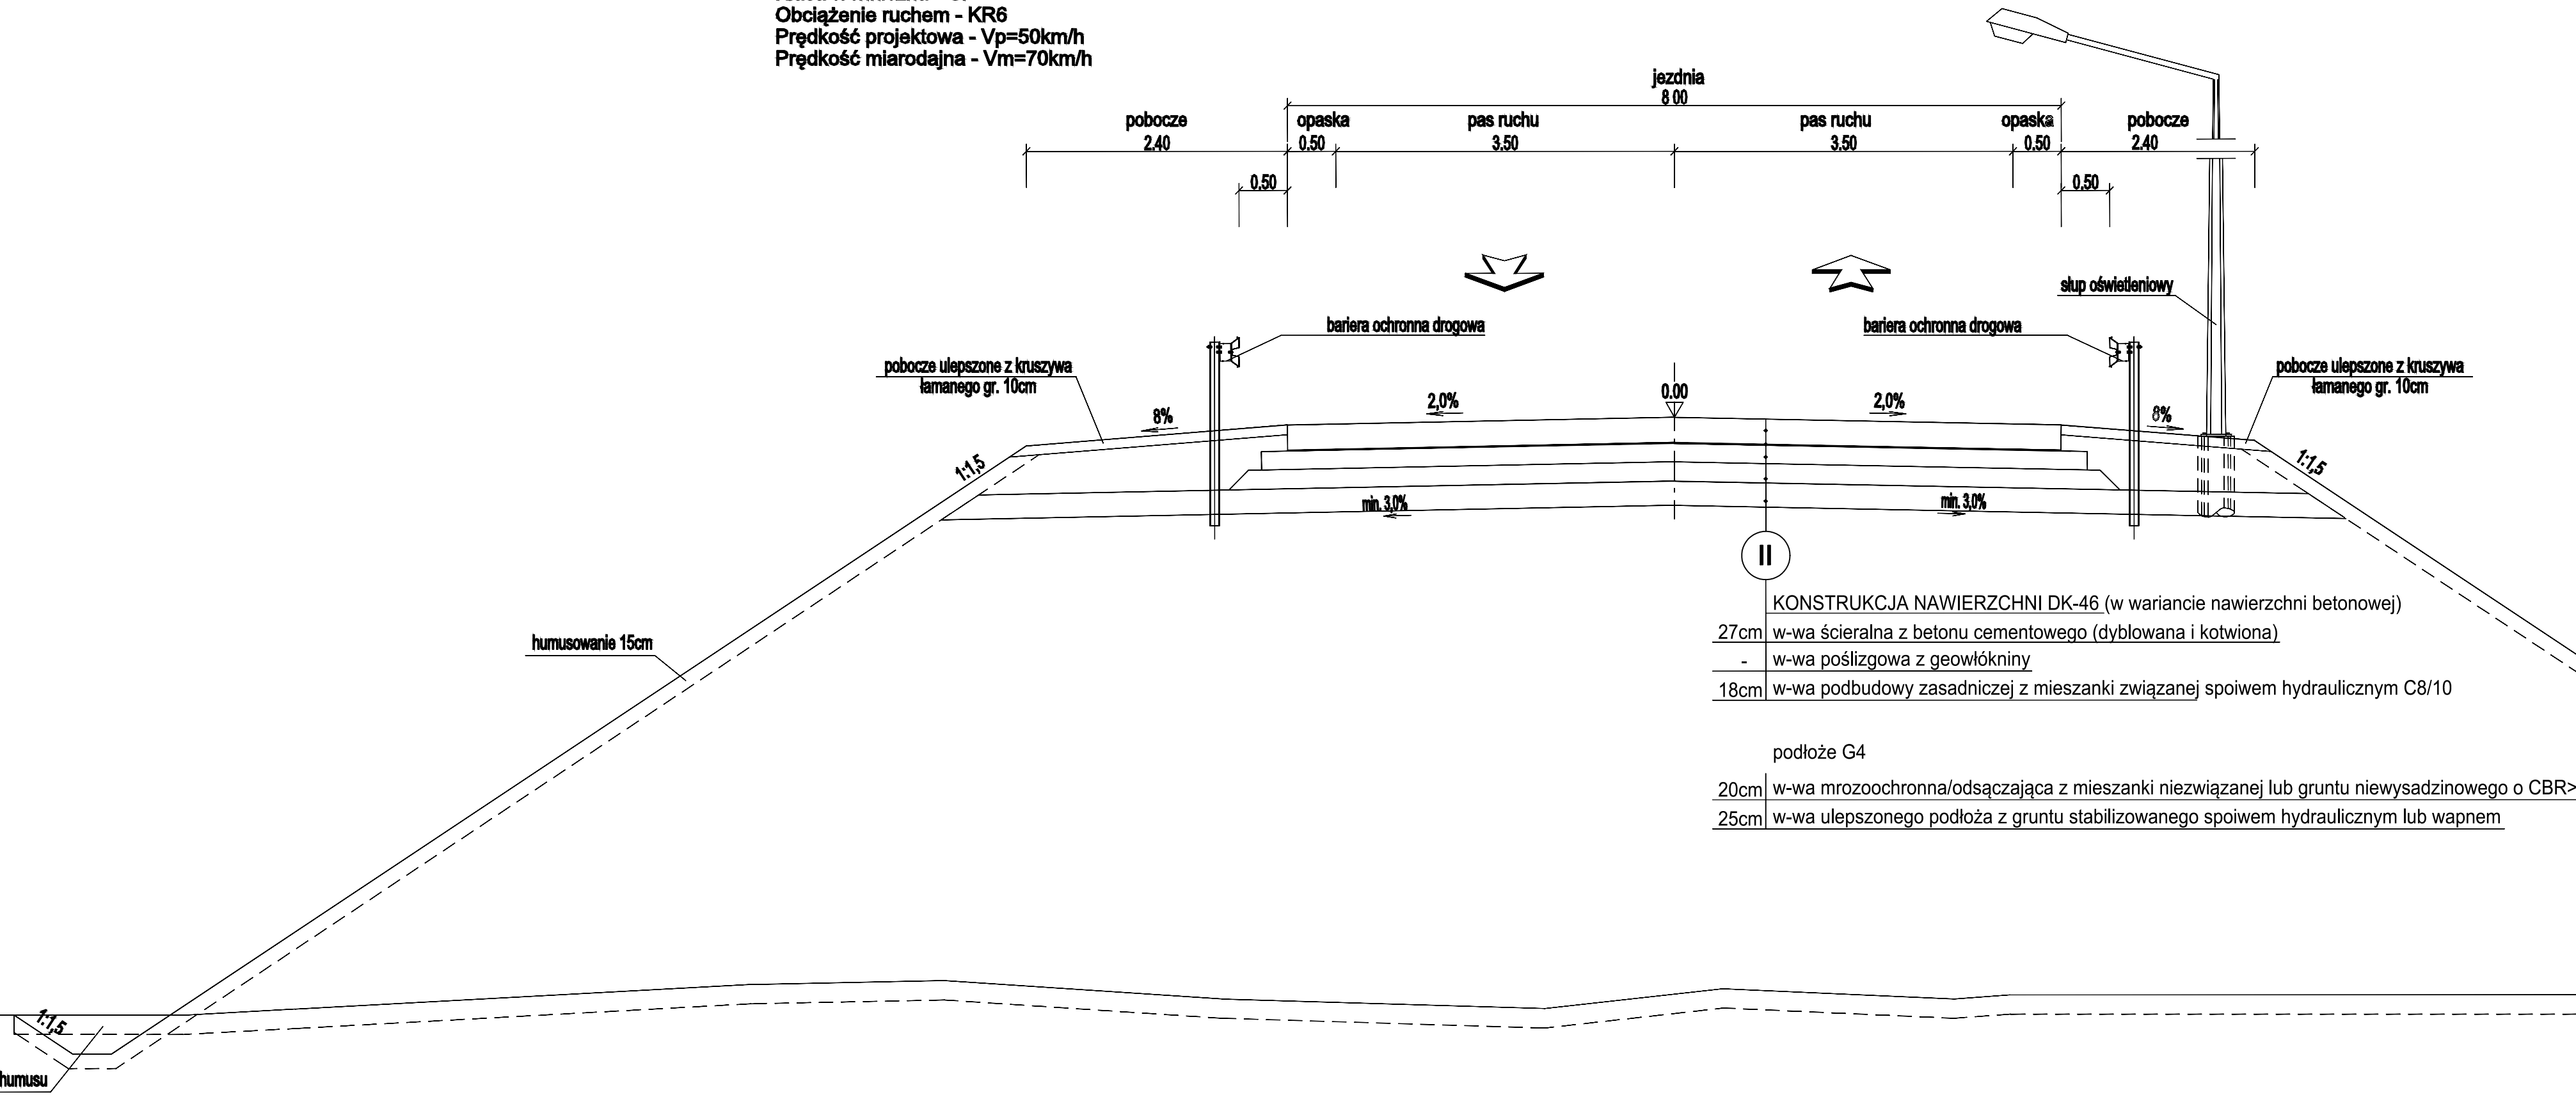 Obciążenie ruchem - KR6
Prędkość projektowa - Vp=50km/h
Prędkość miarodajna - Vm=70km/h
jezdnia
8 00
pobocze
opaska
pas ruchu
pas ruchu
opaska
pobocze
2.40
0.50
3.50
3.50
0.50
2.40
0.50
0.50
słup oświetleniowy
bariera ochronna drogowa
bariera ochronna drogowa
pobocze ulepszone z kruszywa
łamanego gr. 10cm
pobocze ulepszone z kruszywa
łamanego gr. 10cm
8%
2,0%
0.00
2,0%
8%
1:1,5
1:1,5
min. 3,0%
min. 3,0%
II
KONSTRUKCJA NAWIERZCHNI DK-46 (w wariancie nawierzchni betonowej)
27cm w-wa ścieralna z betonu cementowego (dyblowana i kotwiona)
- w-wa poślizgowa z geowłókniny
18cm w-wa podbudowy zasadniczej z mieszanki związanej spoiwem hydraulicznym C8/10
humusowanie 15cm
podłoże G4
20cm w-wa mrozoochronna/odsączająca z mieszanki niezwiązanej lub gruntu niewysadzinowego o CBR>
25cm w-wa ulepszonego podłoża z gruntu stabilizowanego spoiwem hydraulicznym lub wapnem
1:1,5
humusu